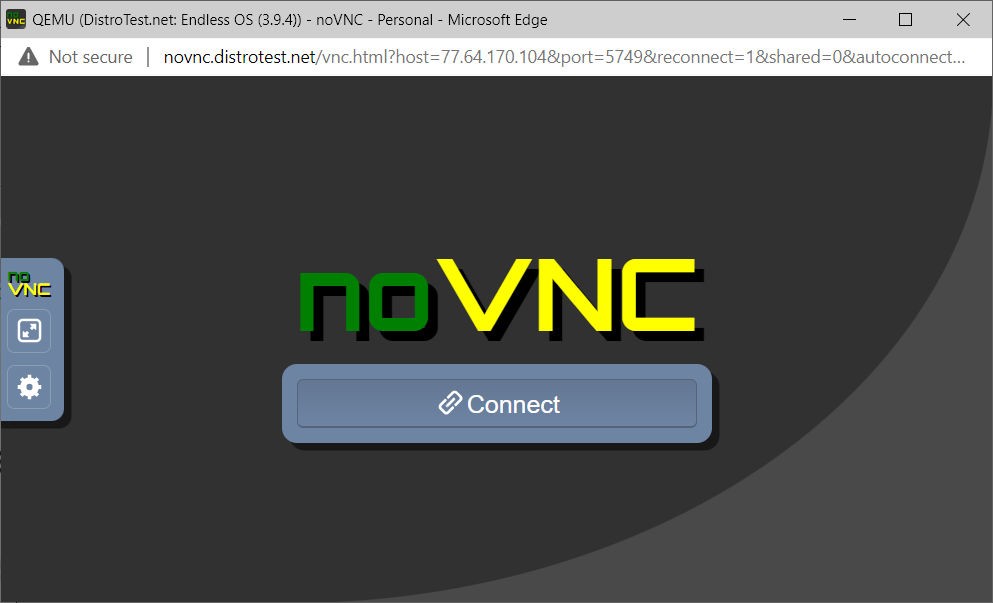 QEMU (DistroTest.net: Endless OS (3.9.4)) - noVNC - Personal - Microsoft Edge
Not secure | novnc.distrotest.net/vnc.html?host=77.64.170.104&port=5749&reconnect=1&shared=0&autoconnect...
no
VNC
noVNC
Connect